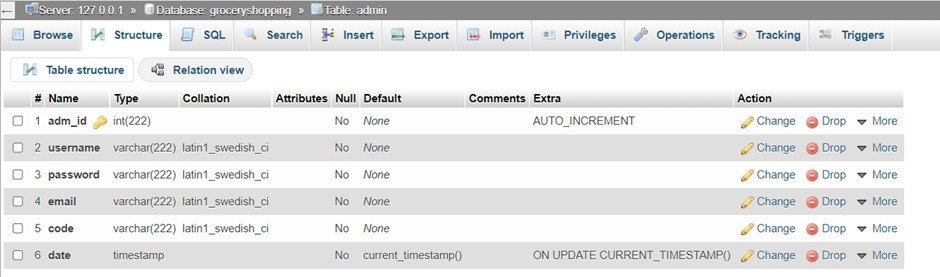 Server: 127.0.0.1 » Database: groceryshopping » Table: admin
Browse Structure SQL Search Insert Export Import Privileges Operations Tracking Triggers
Table structure Relation view
# Name Type Collation Attributes Null Default Comments Extra Action
1 adm_id int(222) No None AUTO_INCREMENT Change Drop More
2 username varchar(222) latin1_swedish_ci No None Change Drop More
3 password varchar(222) latin1_swedish_ci No None Change Drop More
4 email varchar(222) latin1_swedish_ci No None Change Drop More
5 code varchar(222) latin1_swedish_ci No None Change Drop More
6 date timestamp No current_timestamp() ON UPDATE CURRENT_TIMESTAMP() Change Drop More